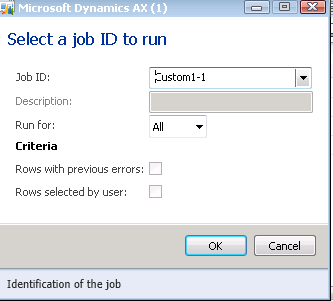 Microsoft Dynamics AX (1)
Select a job ID to run
Job ID: Custom1-1
Description:
Run for: All
Criteria
Rows with previous errors:
Rows selected by user:
OK Cancel
Identification of the job